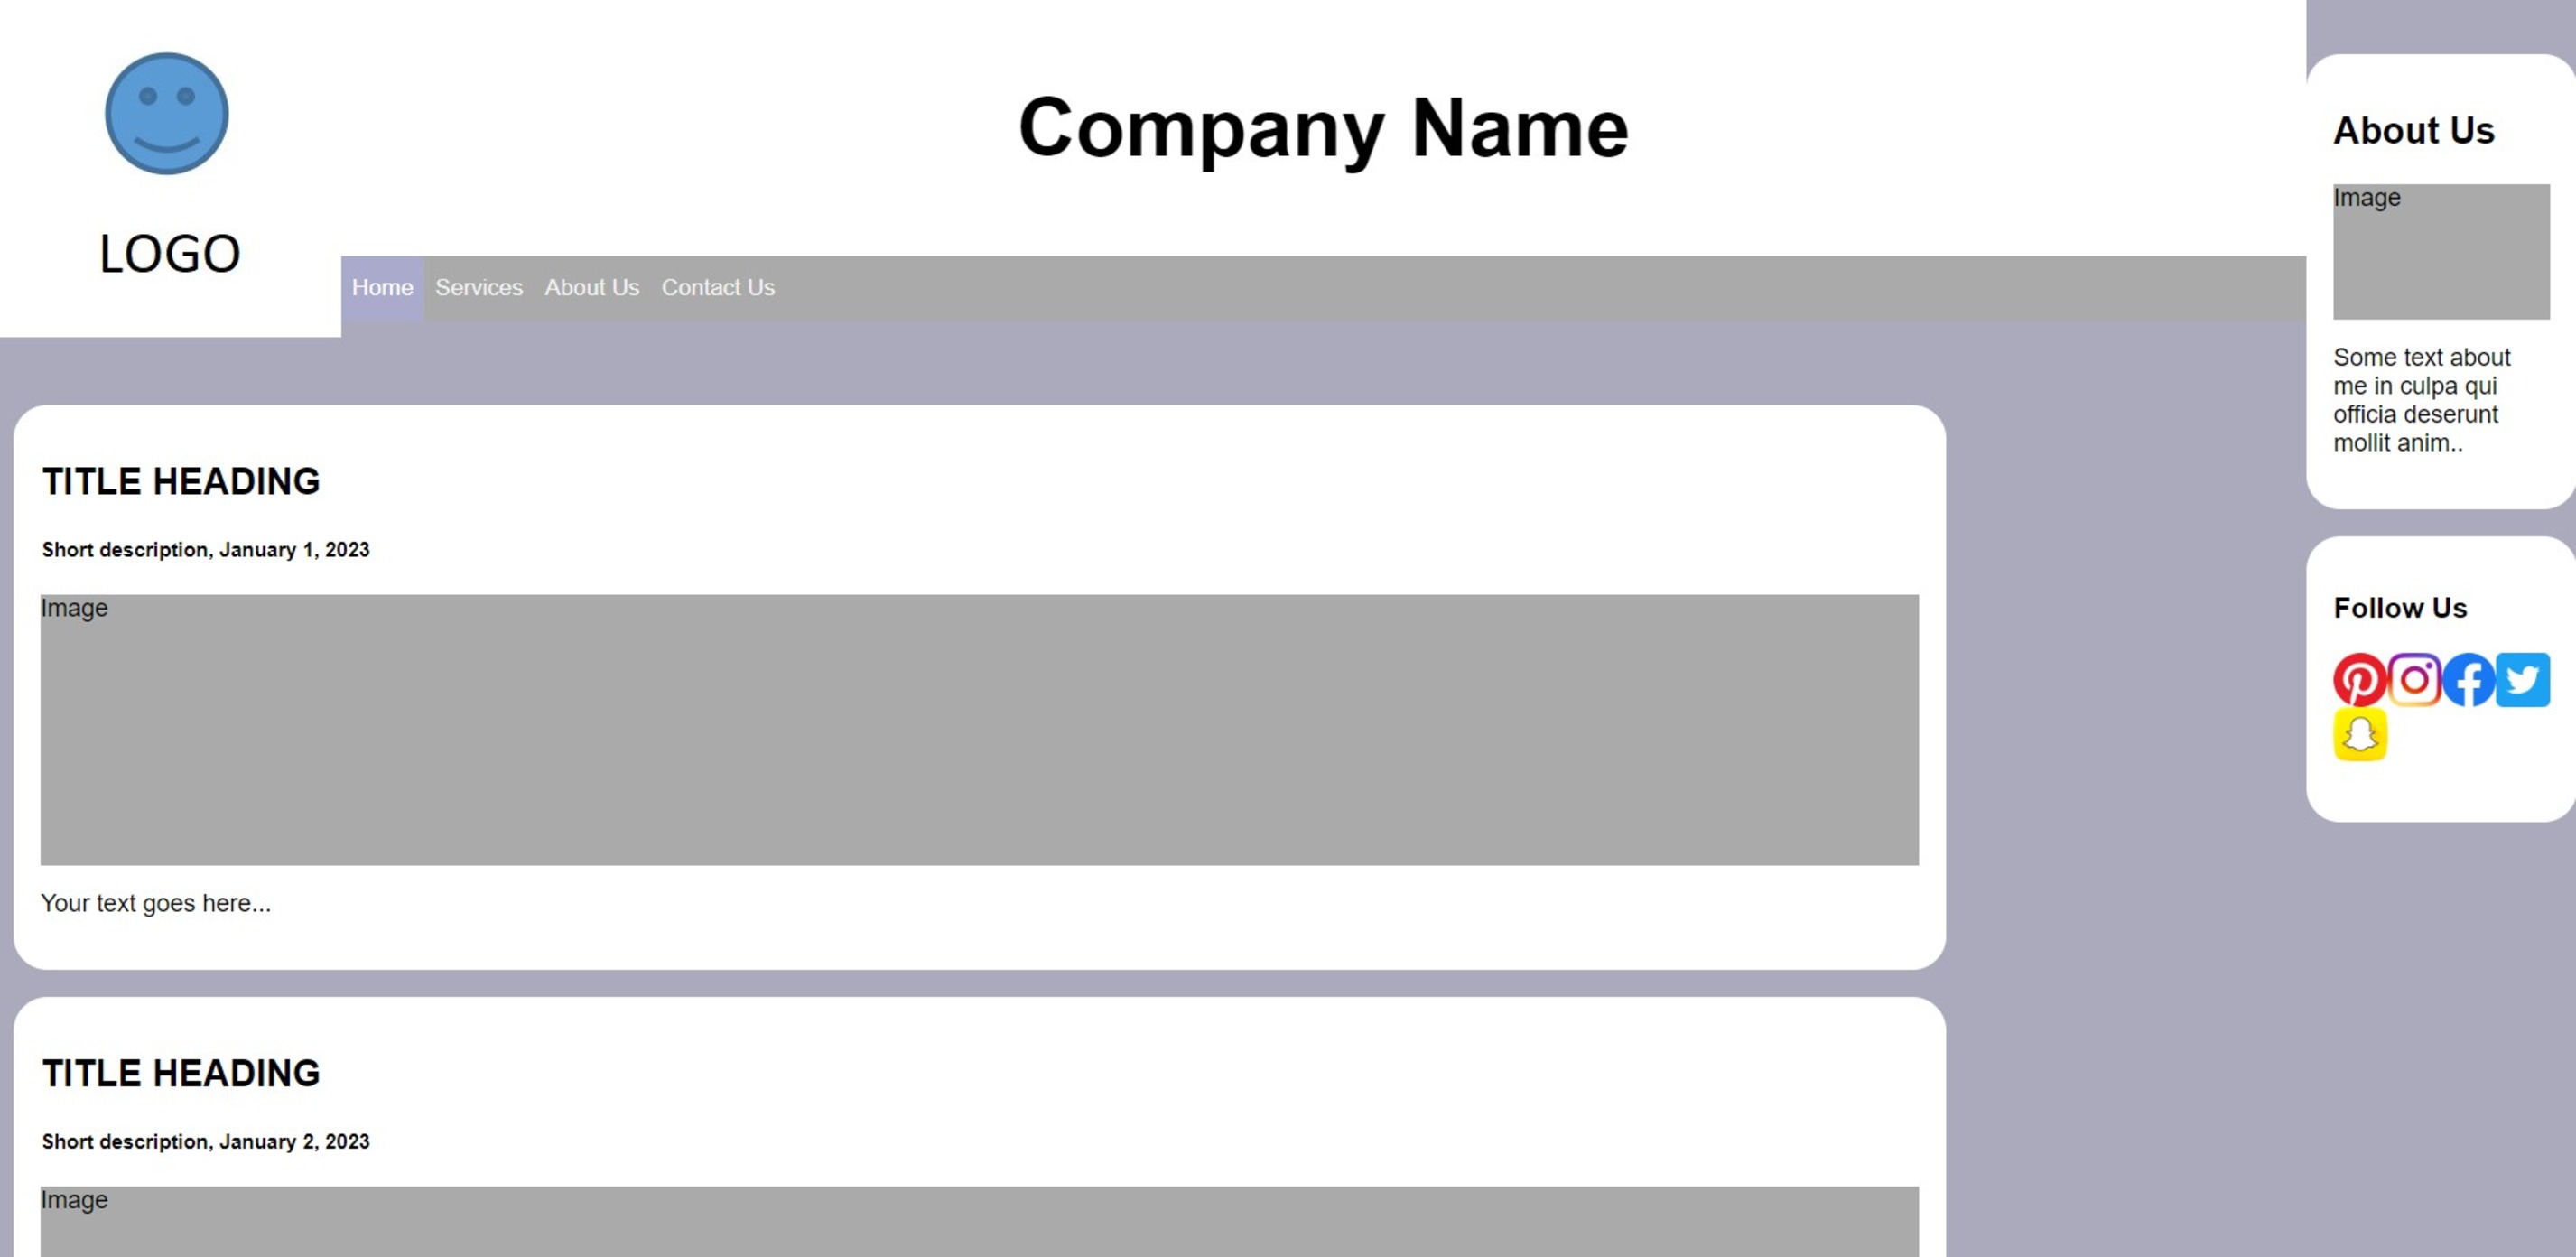 LOGO
Company Name
Home Services About Us Contact Us
TITLE HEADING
Short description, January 1, 2023
Image
Your text goes here...
TITLE HEADING
Short description, January 2, 2023
Image
About Us
Image
Some text about
me in culpa qui
officia deserunt
mollit anim..
Follow Us